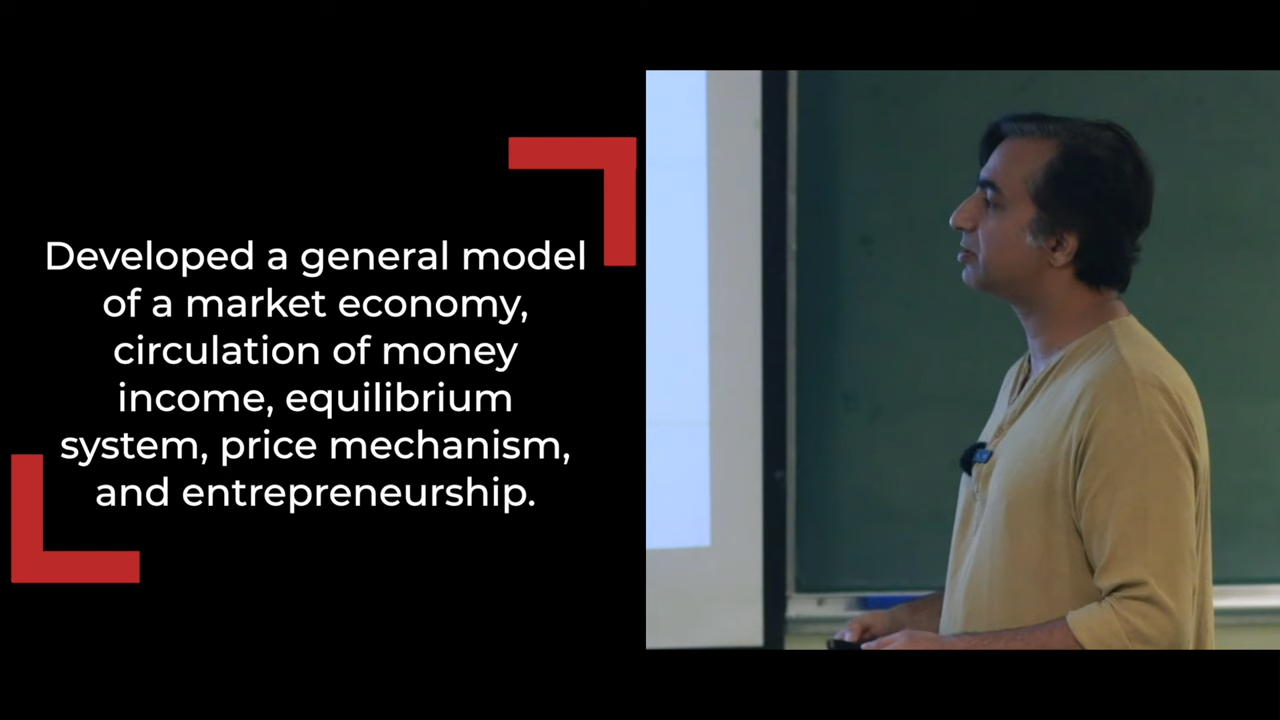 Developed a general model
of a market economy,
circulation of money
income, equilibrium
system, price mechanism,
and entrepreneurship.